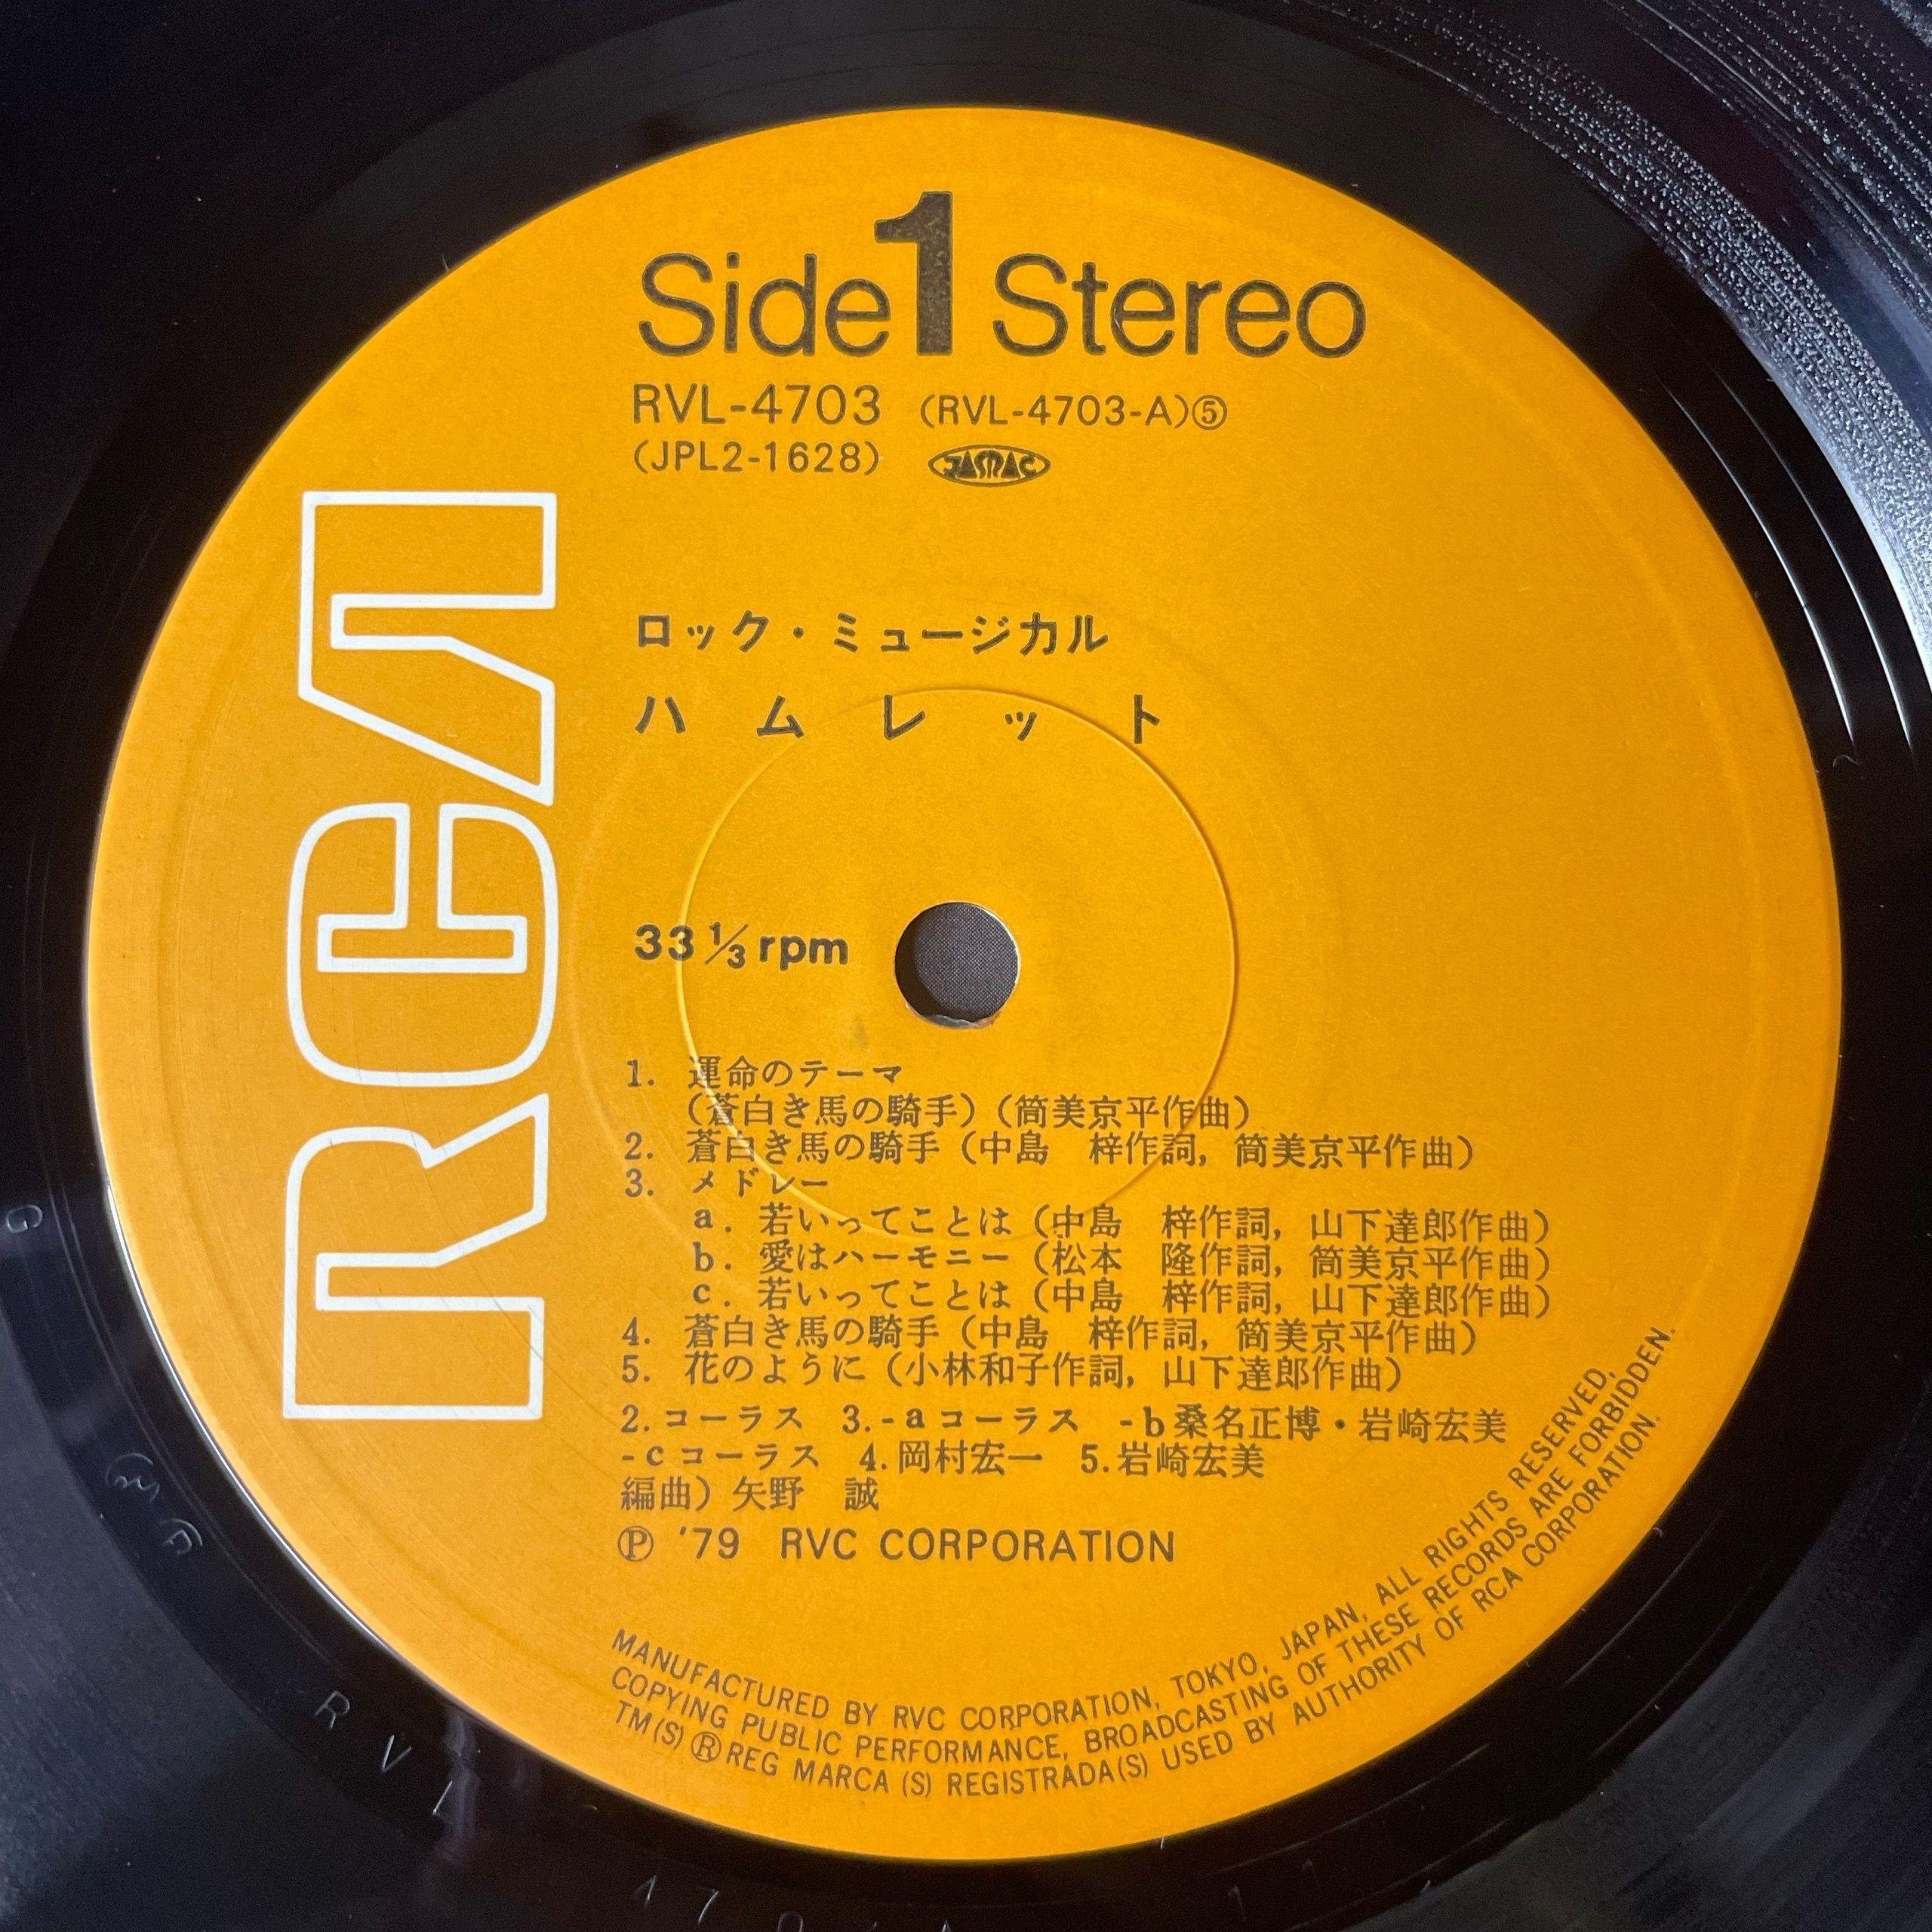 Side 1 Stereo
RVL-4703 (RVL-4703-A)⑤
(JPL2-1628) JASRAC
RCA
ロック・ミュージカル
ハムレット
33 1/3 rpm
1. 運命のテーマ
(蒼白き馬の騎手)(筒美京平作曲)
2. 蒼白き馬の騎手(中島 梓作詞, 筒美京平作曲)
3. メドレー
a. 若いってことは(中島 梓作詞, 山下達郎作曲)
b. 愛はハーモニー(松本 隆作詞, 筒美京平作曲)
c. 若いってことは(中島 梓作詞, 山下達郎作曲)
4. 蒼白き馬の騎手(中島 梓作詞, 筒美京平作曲)
5. 花のように(小林和子作詞, 山下達郎作曲)
2.コーラス 3.-aコーラス -b桑名正博・岩崎宏美
-cコーラス 4.岡村宏一 5.岩崎宏美
編曲)矢野 誠
Ⓟ '79 RVC CORPORATION
MANUFACTURED BY RVC CORPORATION, TOKYO, JAPAN, ALL RIGHTS RESERVED,
COPYING PUBLIC PERFORMANCE, BROADCASTING OF THESE RECORDS ARE FORBIDDEN.
TM(S) ® REG MARCA (S) REGISTRADA(S) USED BY AUTHORITY OF RCA CORPORATION.
RVL